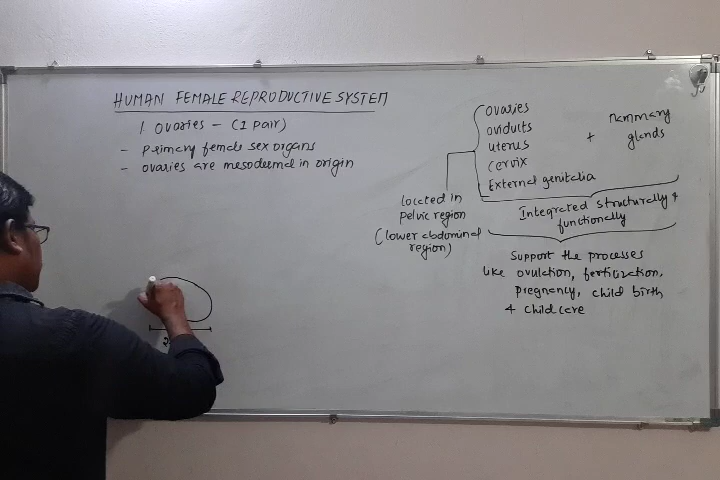 HUMAN FEMALE REPRODUCTIVE SYSTEM
1. ovaries - (1 pair)
- primary female sex organs
- ovaries are mesodermal in origin
2
ovaries
oviducts
uterus
cervix
External genitalia
+
mammary
glands
located in
pelvic region
(lower abdominal
region)
Integrated structurally &
functionally
Support the processes
like ovulation, fertilization,
pregnancy, child birth
& childcare